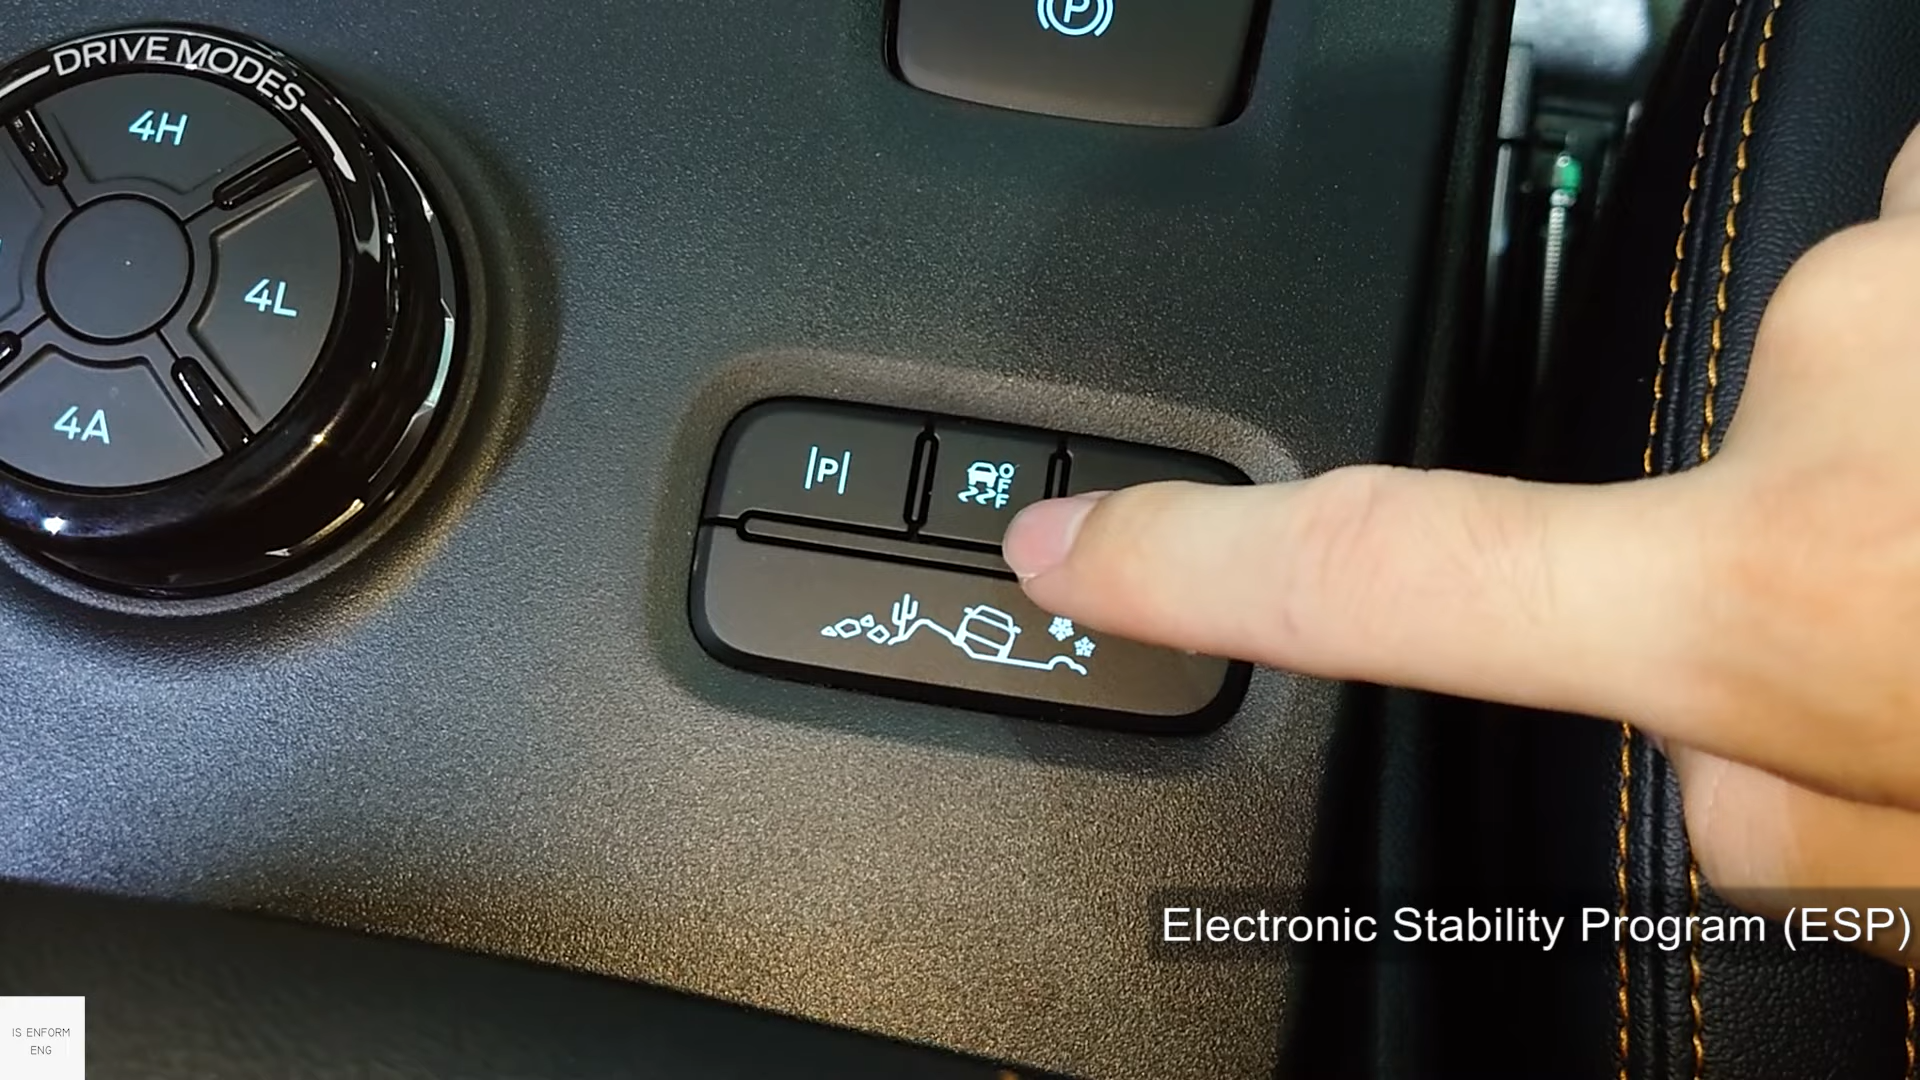 DRIVE MODES
4H
4L
4A
P
P
OFF
Electronic Stability Program (ESP)
IS ENFORM
ENG